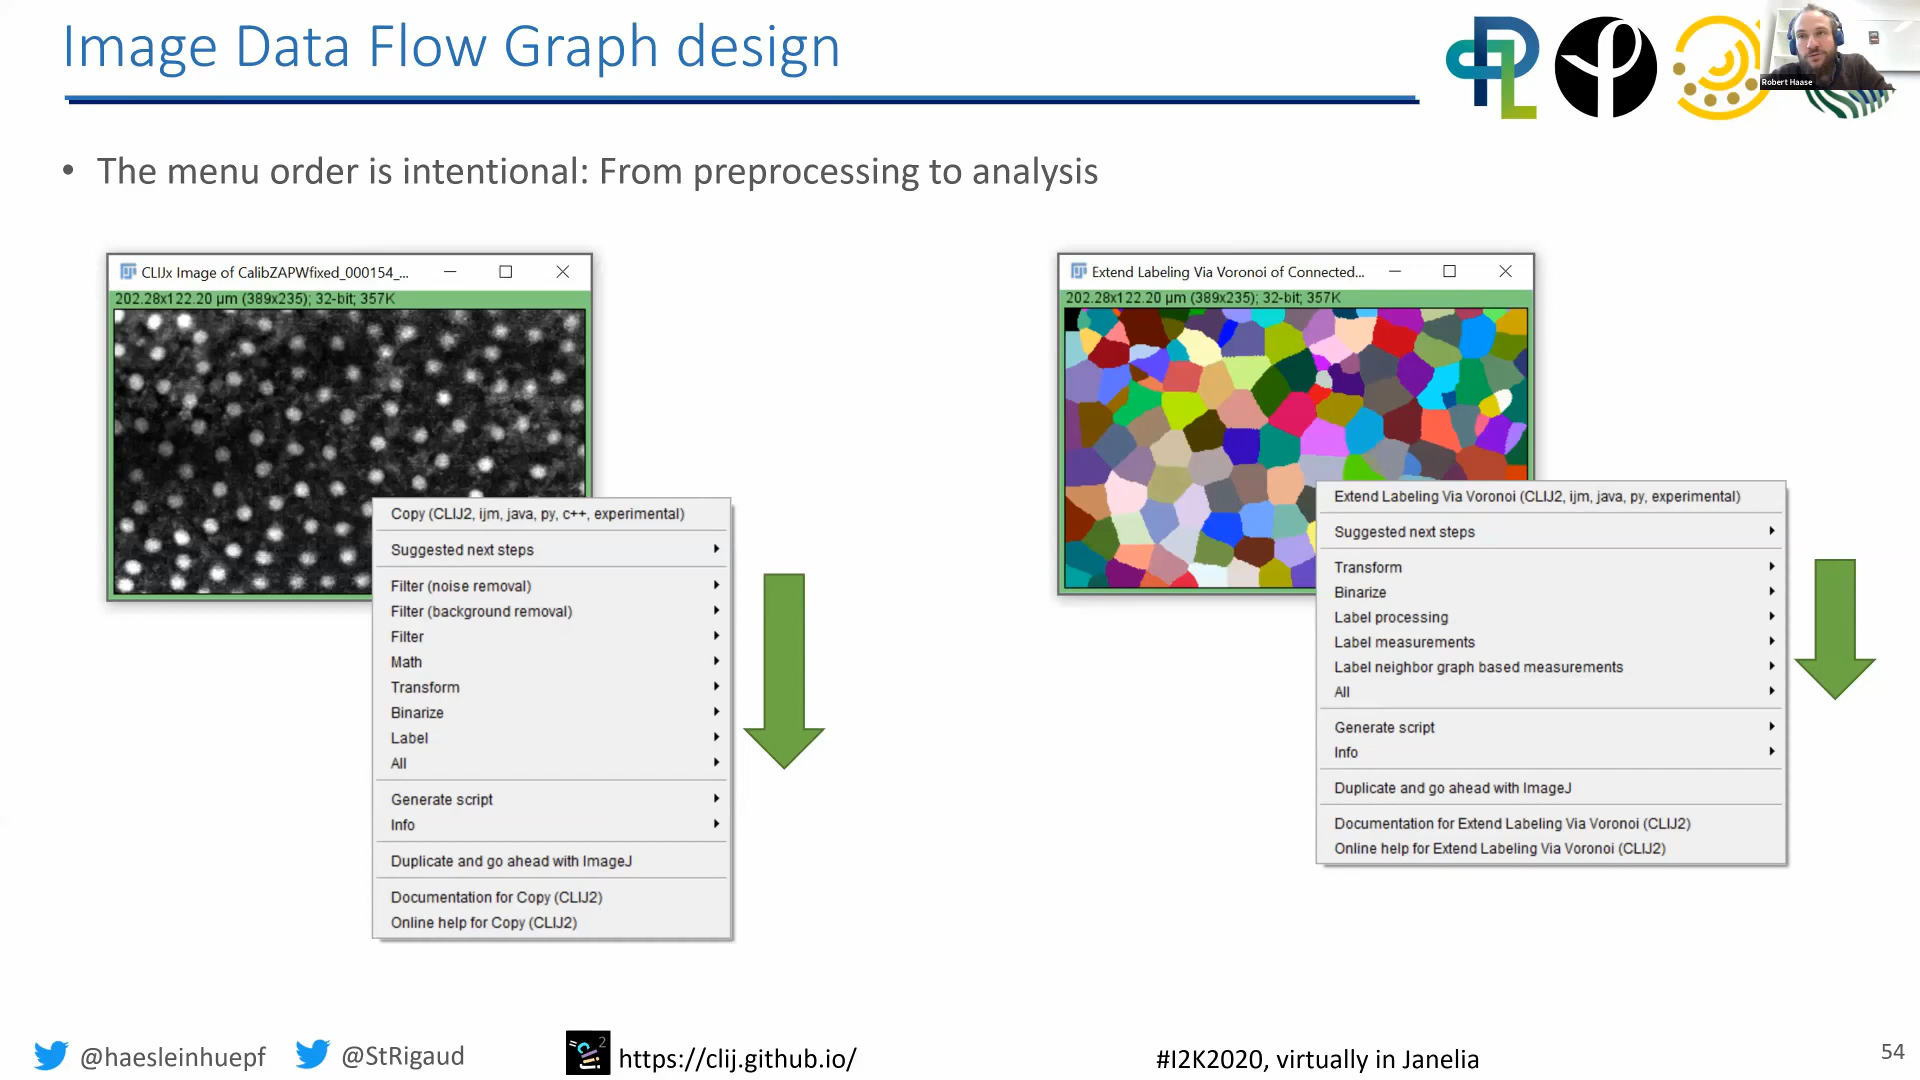 Image Data Flow Graph design
Robert Haase
• The menu order is intentional: From preprocessing to analysis
CLIJx Image of CalibZAPWfixed_000154_...
202.28x122.20 µm (389x235); 32-bit; 357K
Copy (CLIJ2, ijm, java, py, c++, experimental)
Suggested next steps
Filter (noise removal)
Filter (background removal)
Filter
Math
Transform
Binarize
Label
All
Generate script
Info
Duplicate and go ahead with ImageJ
Documentation for Copy (CLIJ2)
Online help for Copy (CLIJ2)
Extend Labeling Via Voronoi of Connected...
202.28x122.20 µm (389x235); 32-bit; 357K
Extend Labeling Via Voronoi (CLIJ2, ijm, java, py, experimental)
Suggested next steps
Transform
Binarize
Label processing
Label measurements
Label neighbor graph based measurements
All
Generate script
Info
Duplicate and go ahead with ImageJ
Documentation for Extend Labeling Via Voronoi (CLIJ2)
Online help for Extend Labeling Via Voronoi (CLIJ2)
@haesleinhuepf @StRigaud https://clij.github.io/ #I2K2020, virtually in Janelia 54